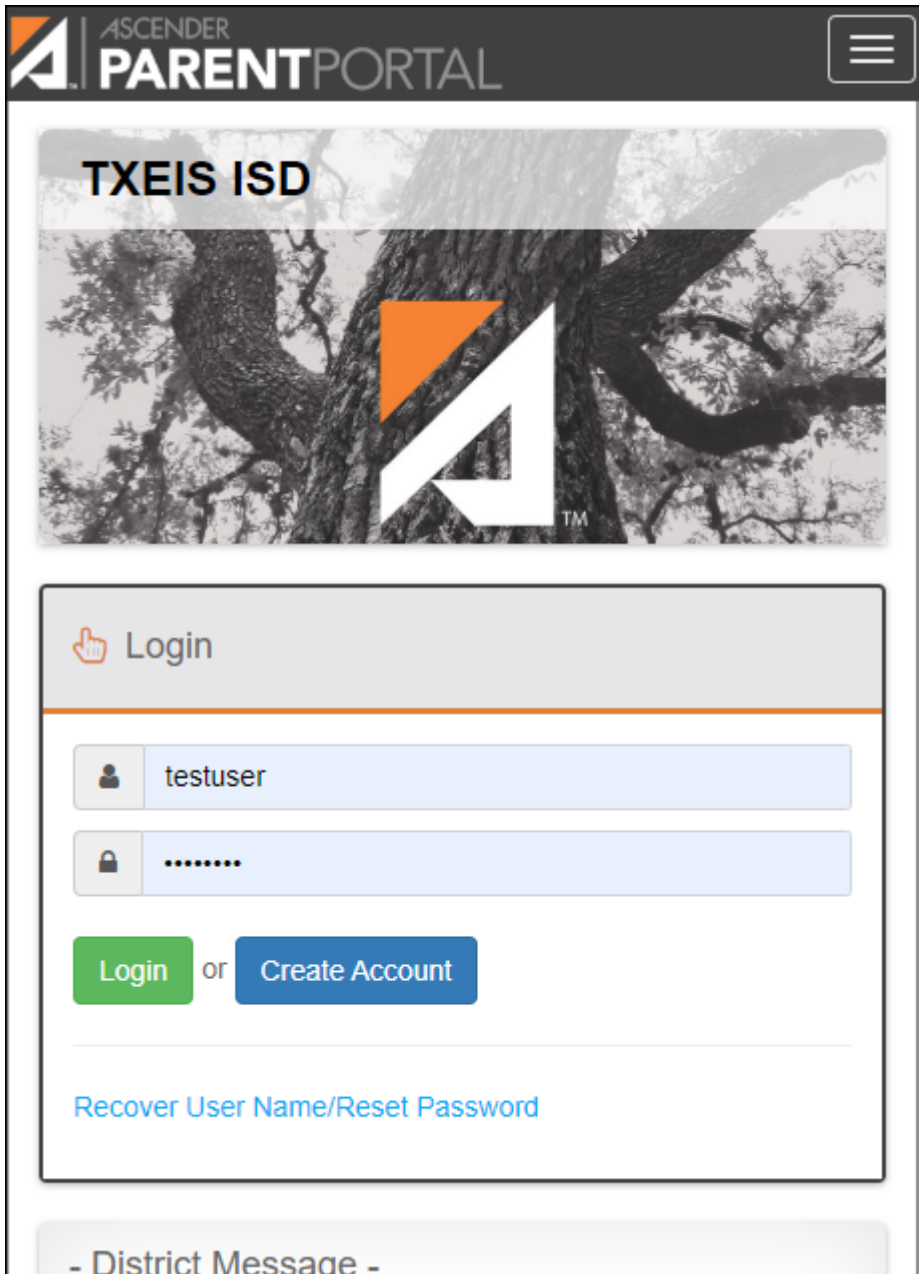 ASCENDER
PARENTPORTAL
TXEIS ISD
TM
Login
testuser
••••••••
Login or Create Account
Recover User Name/Reset Password
- District Message -